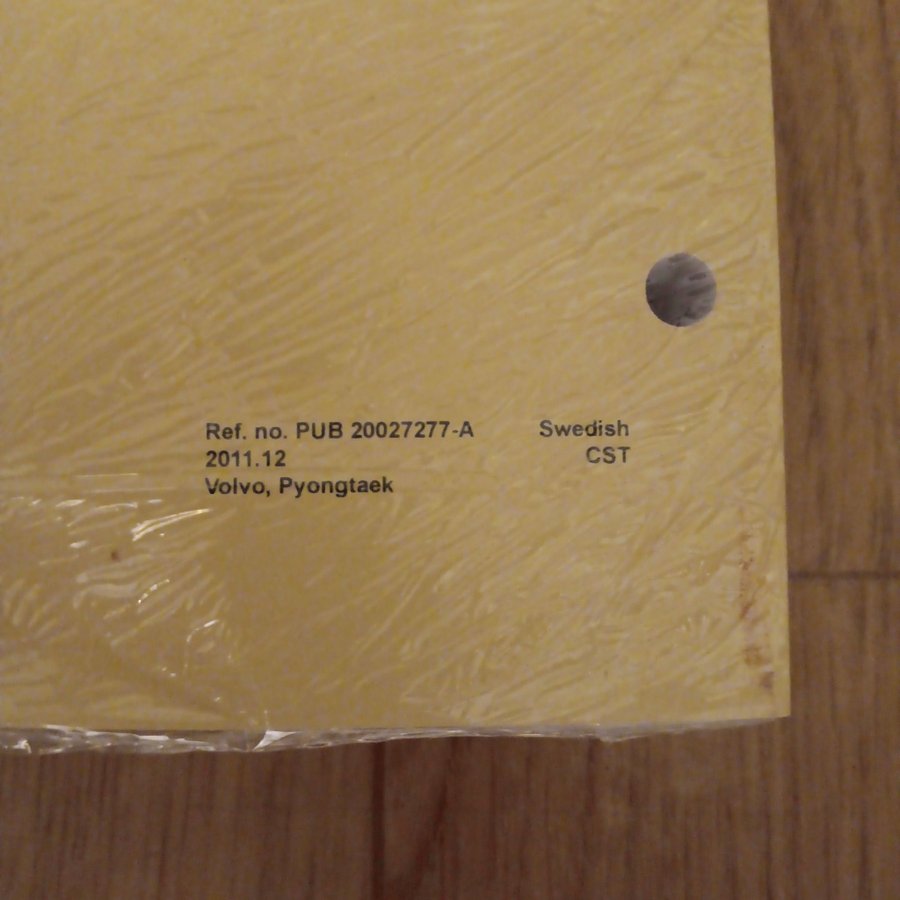 Ref. no. PUB 20027277-A Swedish
2011.12 CST
Volvo, Pyongtaek